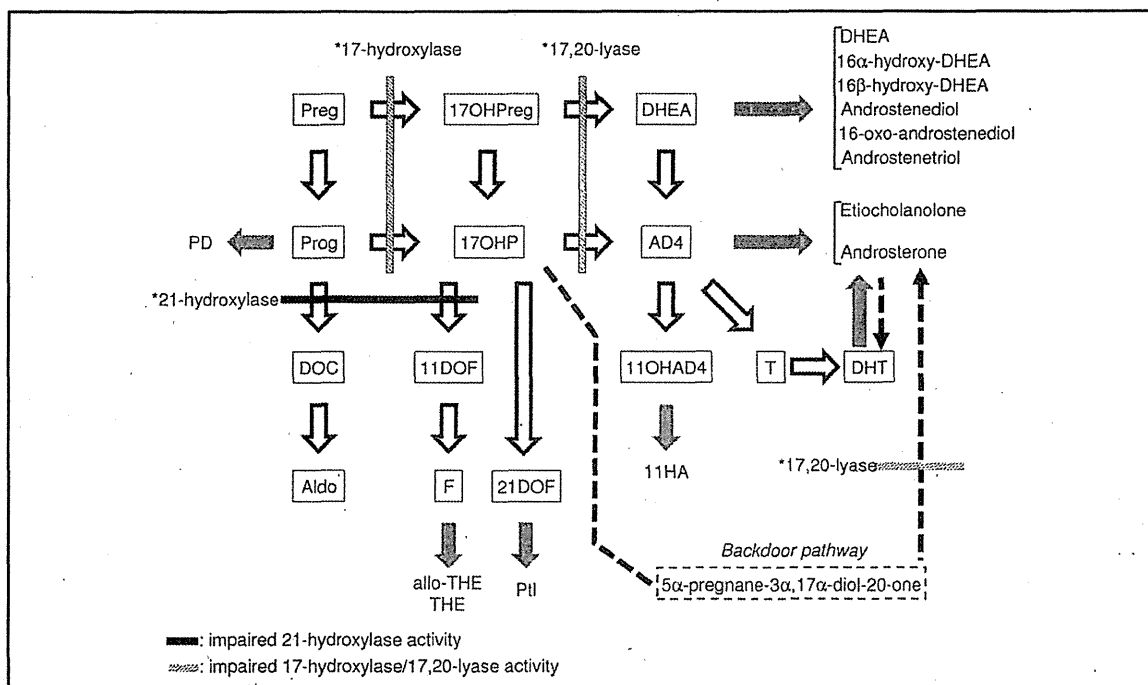 *17-hydroxylase
*17,20-lyase
DHEA
16α-hydroxy-DHEA
16β-hydroxy-DHEA
Androstenediol
16-oxo-androstenediol
Androstenetriol
Preg
17OHPreg
DHEA
Etiocholanolone
Androsterone
PD
Prog
17OHP
AD4
*21-hydroxylase
DOC
11DOF
11OHAD4
T
DHT
*17,20-lyase
Aldo
F
21DOF
11HA
Backdoor pathway
5α-pregnane-3α,17α-diol-20-one
allo-THE
THE
Ptl
: impaired 21-hydroxylase activity
: impaired 17-hydroxylase/17,20-lyase activity